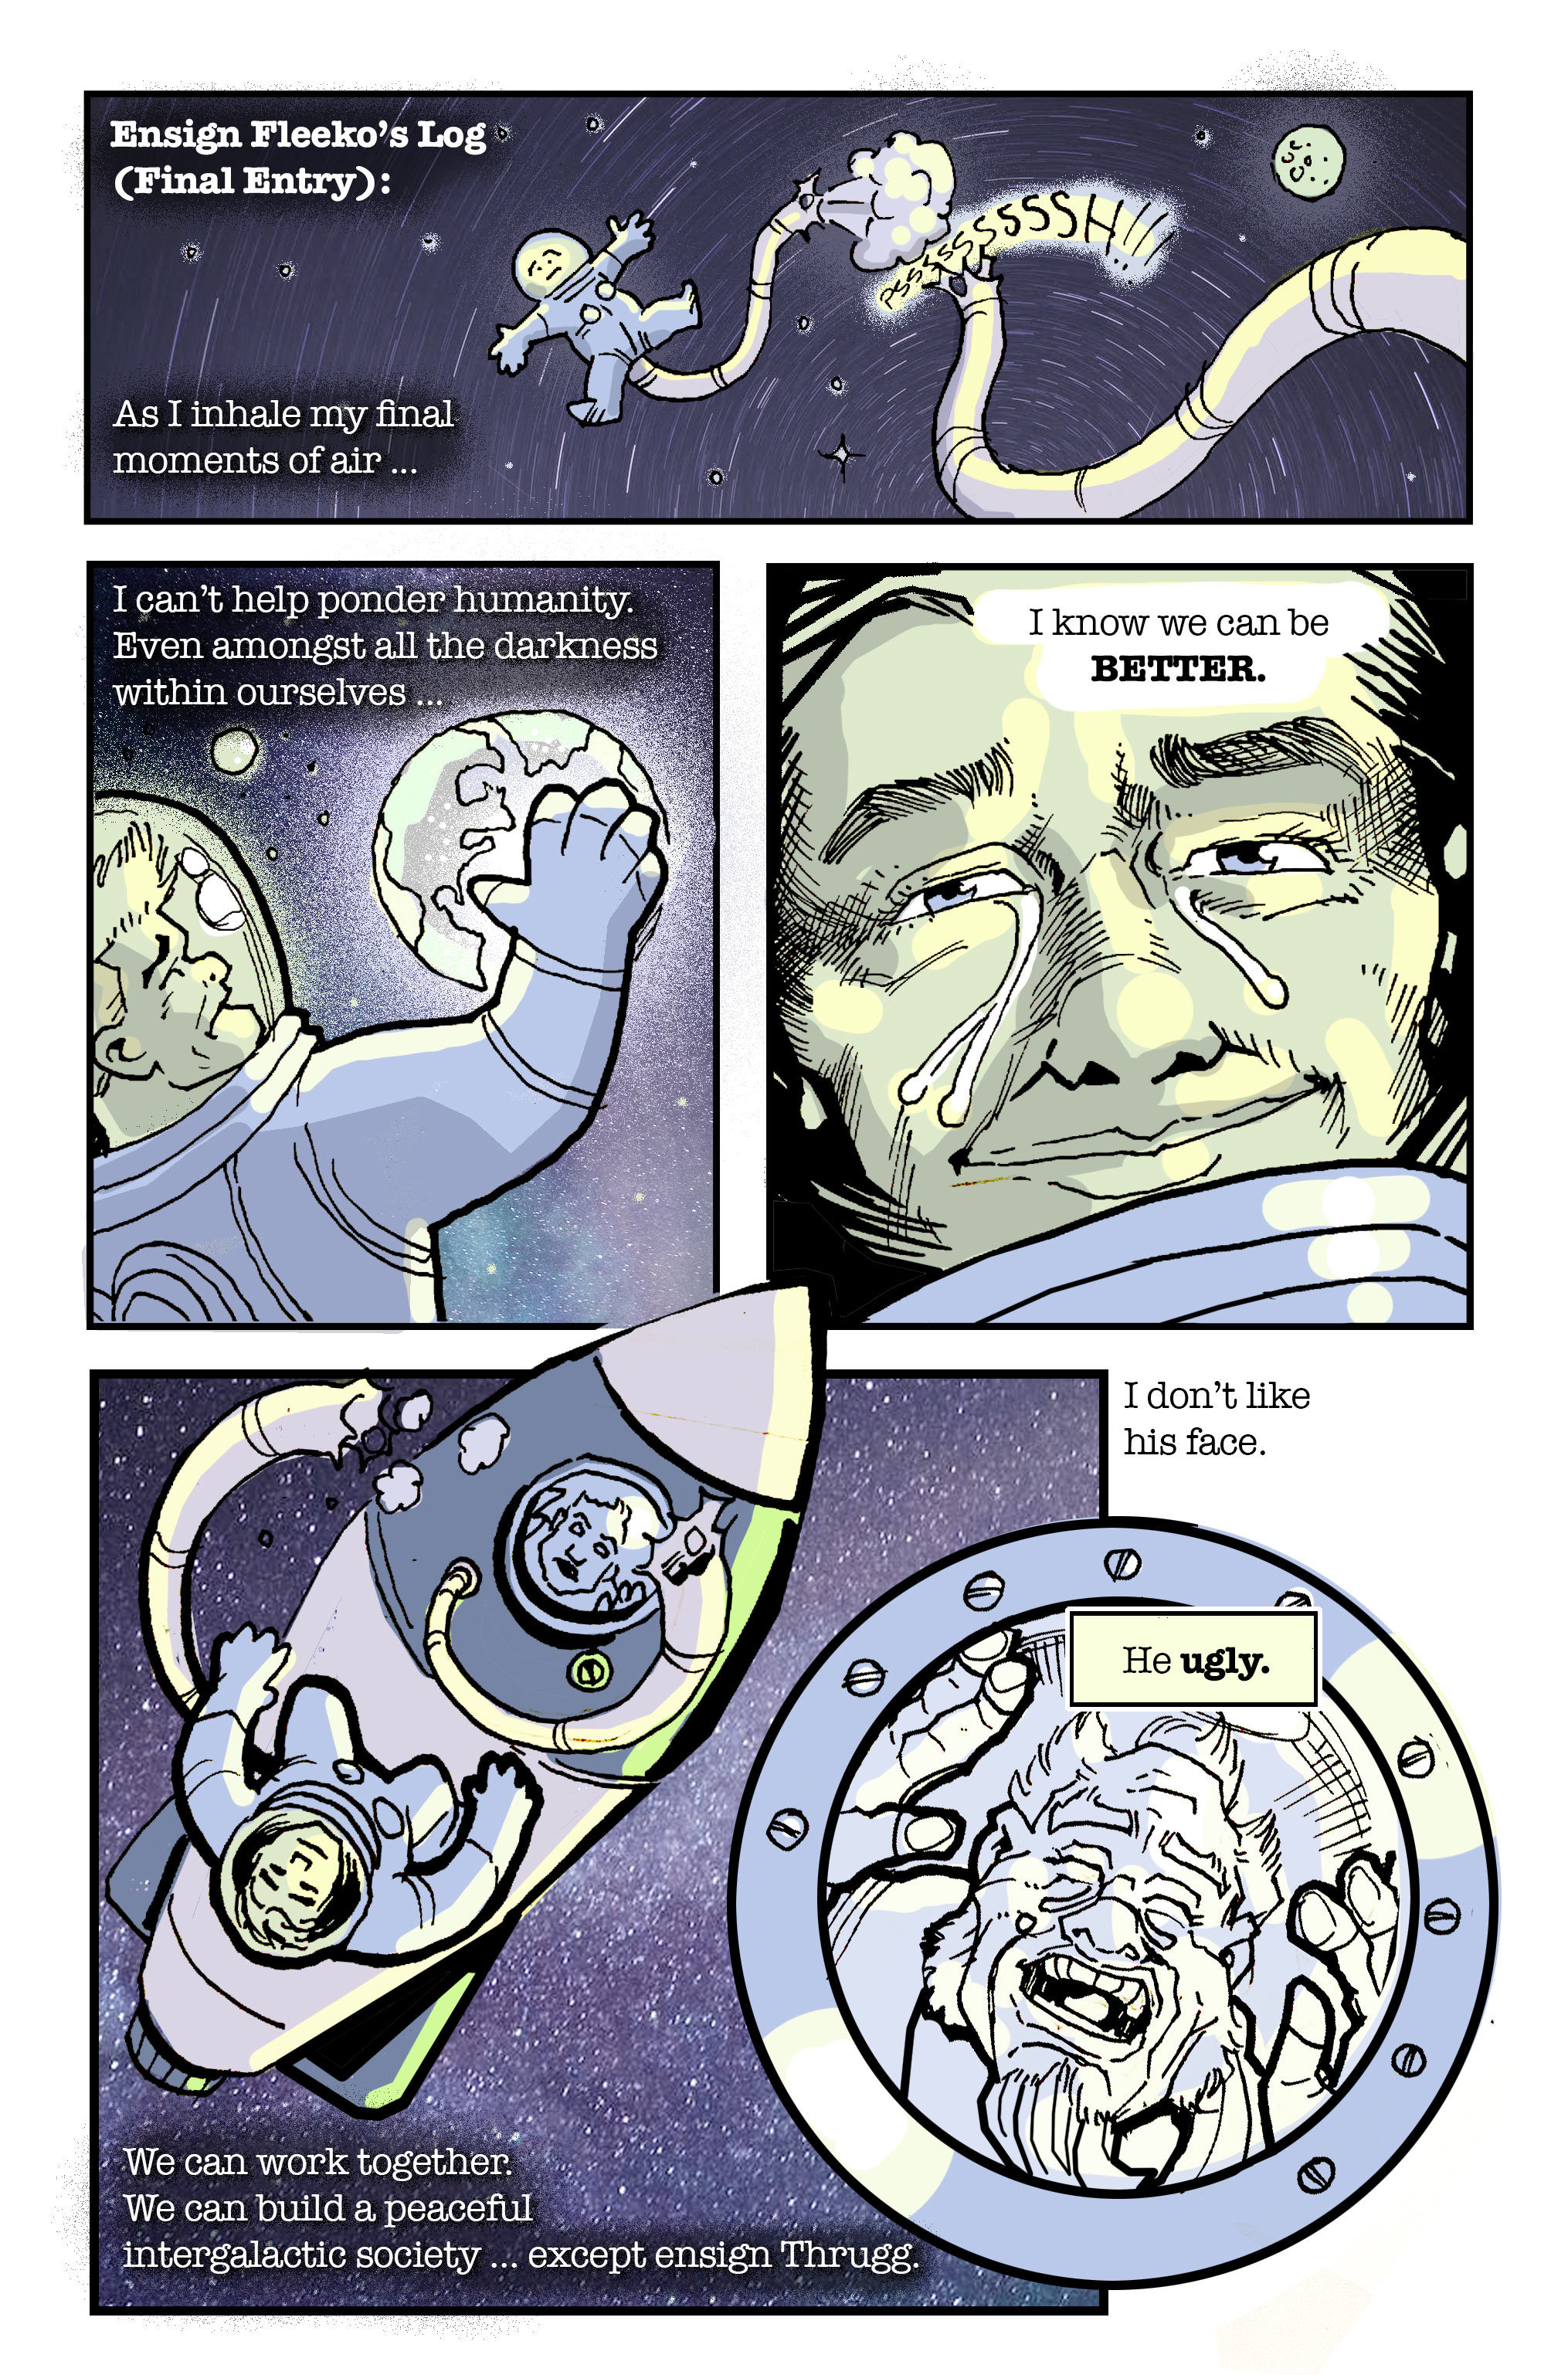 Ensign Fleeko’s Log
(Final Entry):
PSSSSSSSSSH!!
As I inhale my final
moments of air ...
I can’t help ponder humanity.
Even amongst all the darkness
within ourselves ...
I know we can be
BETTER.
I don’t like
his face.
He ugly.
We can work together.
We can build a peaceful
intergalactic society ... except ensign Thrugg.